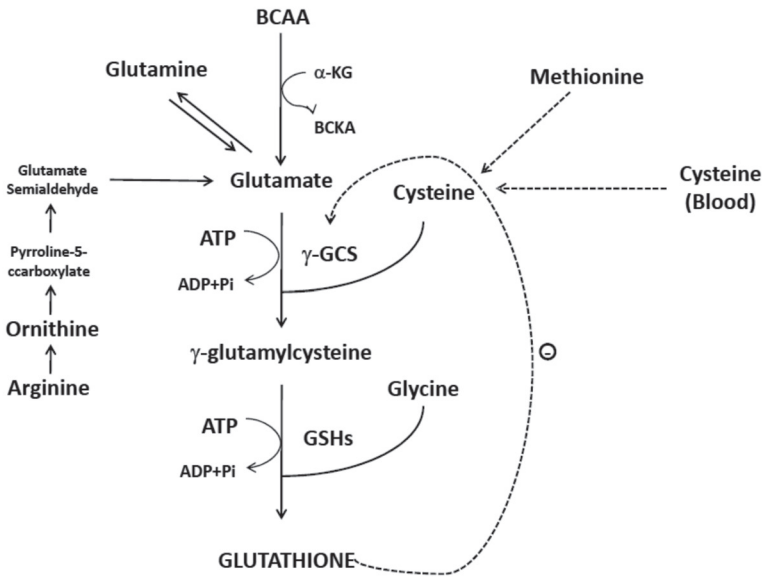 BCAA
Glutamine
α-KG
Methionine
BCKA
Glutamate
Semialdehyde
Glutamate
Cysteine
Cysteine
(Blood)
ATP
γ-GCS
ADP+Pi
Pyrroline-5-
ccarboxylate
Ornithine
γ-glutamylcysteine
-
Arginine
Glycine
ATP
GSHs
ADP+Pi
GLUTATHIONE